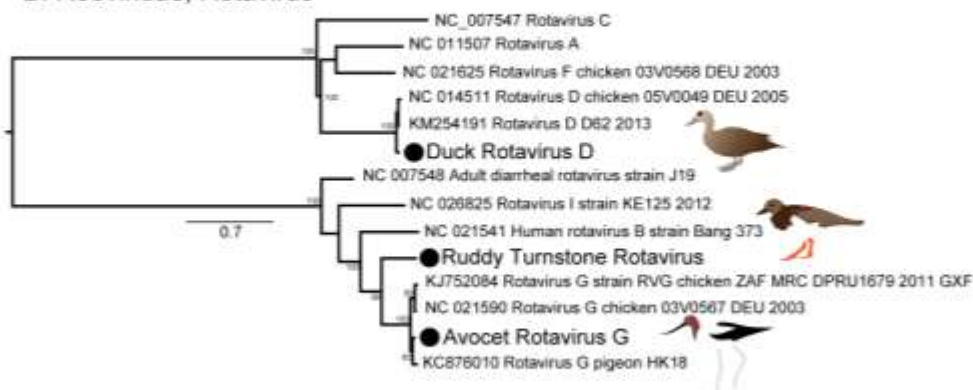 NC_007547 Rotavirus C
NC 011507 Rotavirus A
NC 021625 Rotavirus F chicken 03V0568 DEU 2003
NC 014511 Rotavirus D chicken 05V0049 DEU 2005
KM254191 Rotavirus D D62 2013
Duck Rotavirus D
NC 007548 Adult diarrheal rotavirus strain J19
NC 026825 Rotavirus I strain KE125 2012
0.7
NC 021541 Human rotavirus B strain Bang 373
Ruddy Turnstone Rotavirus
KJ752084 Rotavirus G strain RVG chicken ZAF MRC DPRU1679 2011 GXP
NC 021590 Rotavirus G chicken 03V0567 DEU 2003
Avocet Rotavirus G
KC876010 Rotavirus G pigeon HK18